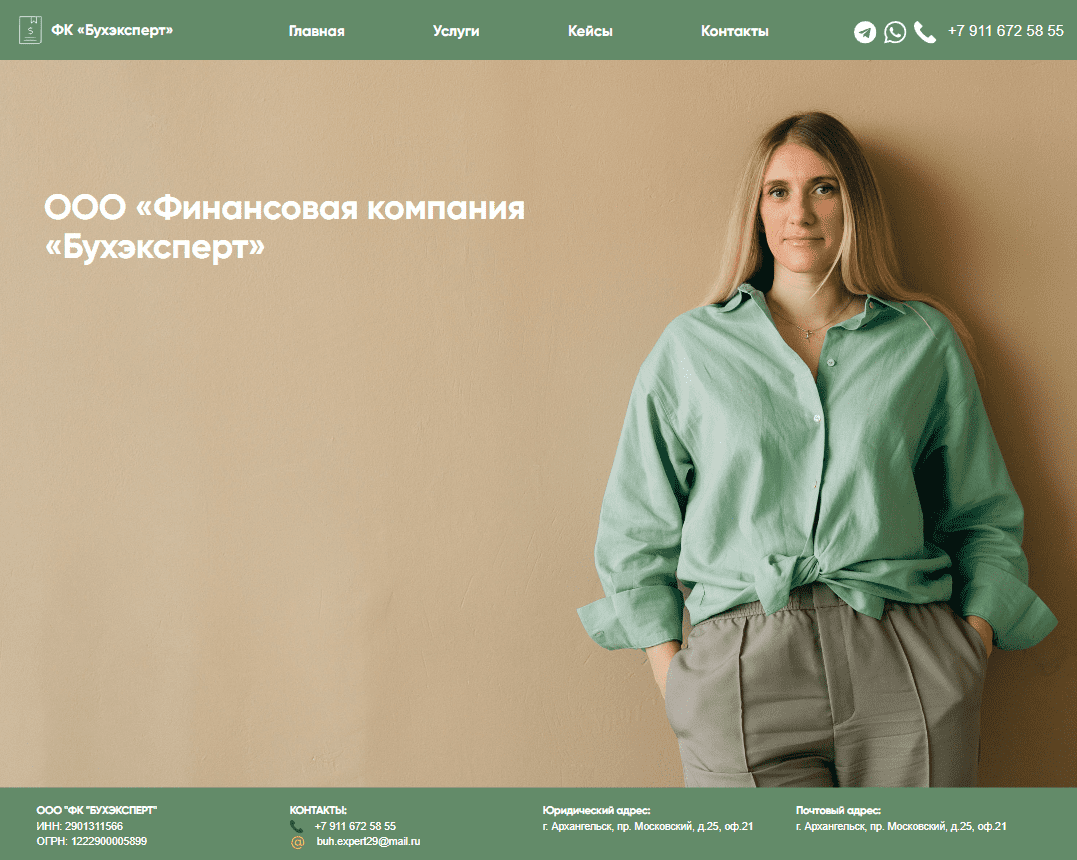 ФК «Бухэксперт»
Главная
Услуги
Кейсы
Контакты
+7 911 672 58 55
ООО «Финансовая компания
«Бухэксперт»
ООО "ФК "БУХЭКСПЕРТ"
ИНН: 2901311566
ОГРН: 1222900005899
КОНТАКТЫ:
+7 911 672 58 55
@ buh.expert29@mail.ru
Юридический адрес:
г. Архангельск, пр. Московский, д.25, оф.21
Почтовый адрес:
г. Архангельск, пр. Московский, д.25, оф.21